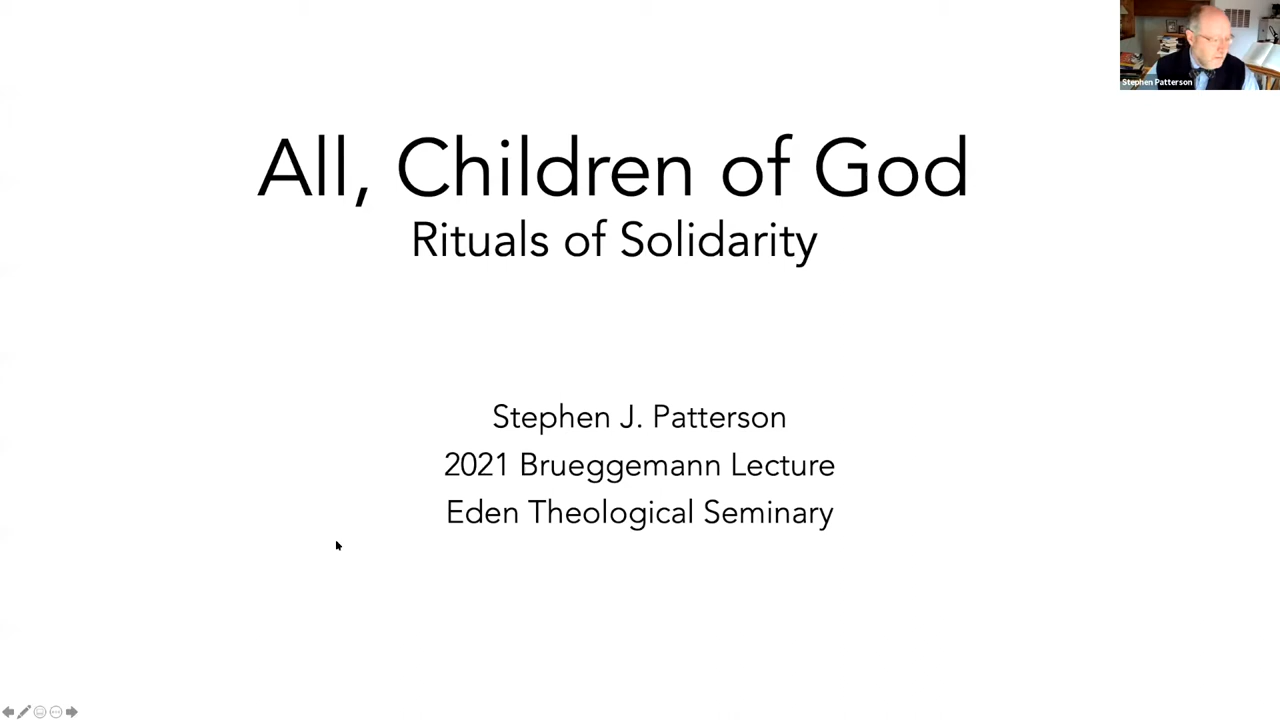 Stephen Patterson
All, Children of God
Rituals of Solidarity
Stephen J. Patterson
2021 Brueggemann Lecture
Eden Theological Seminary